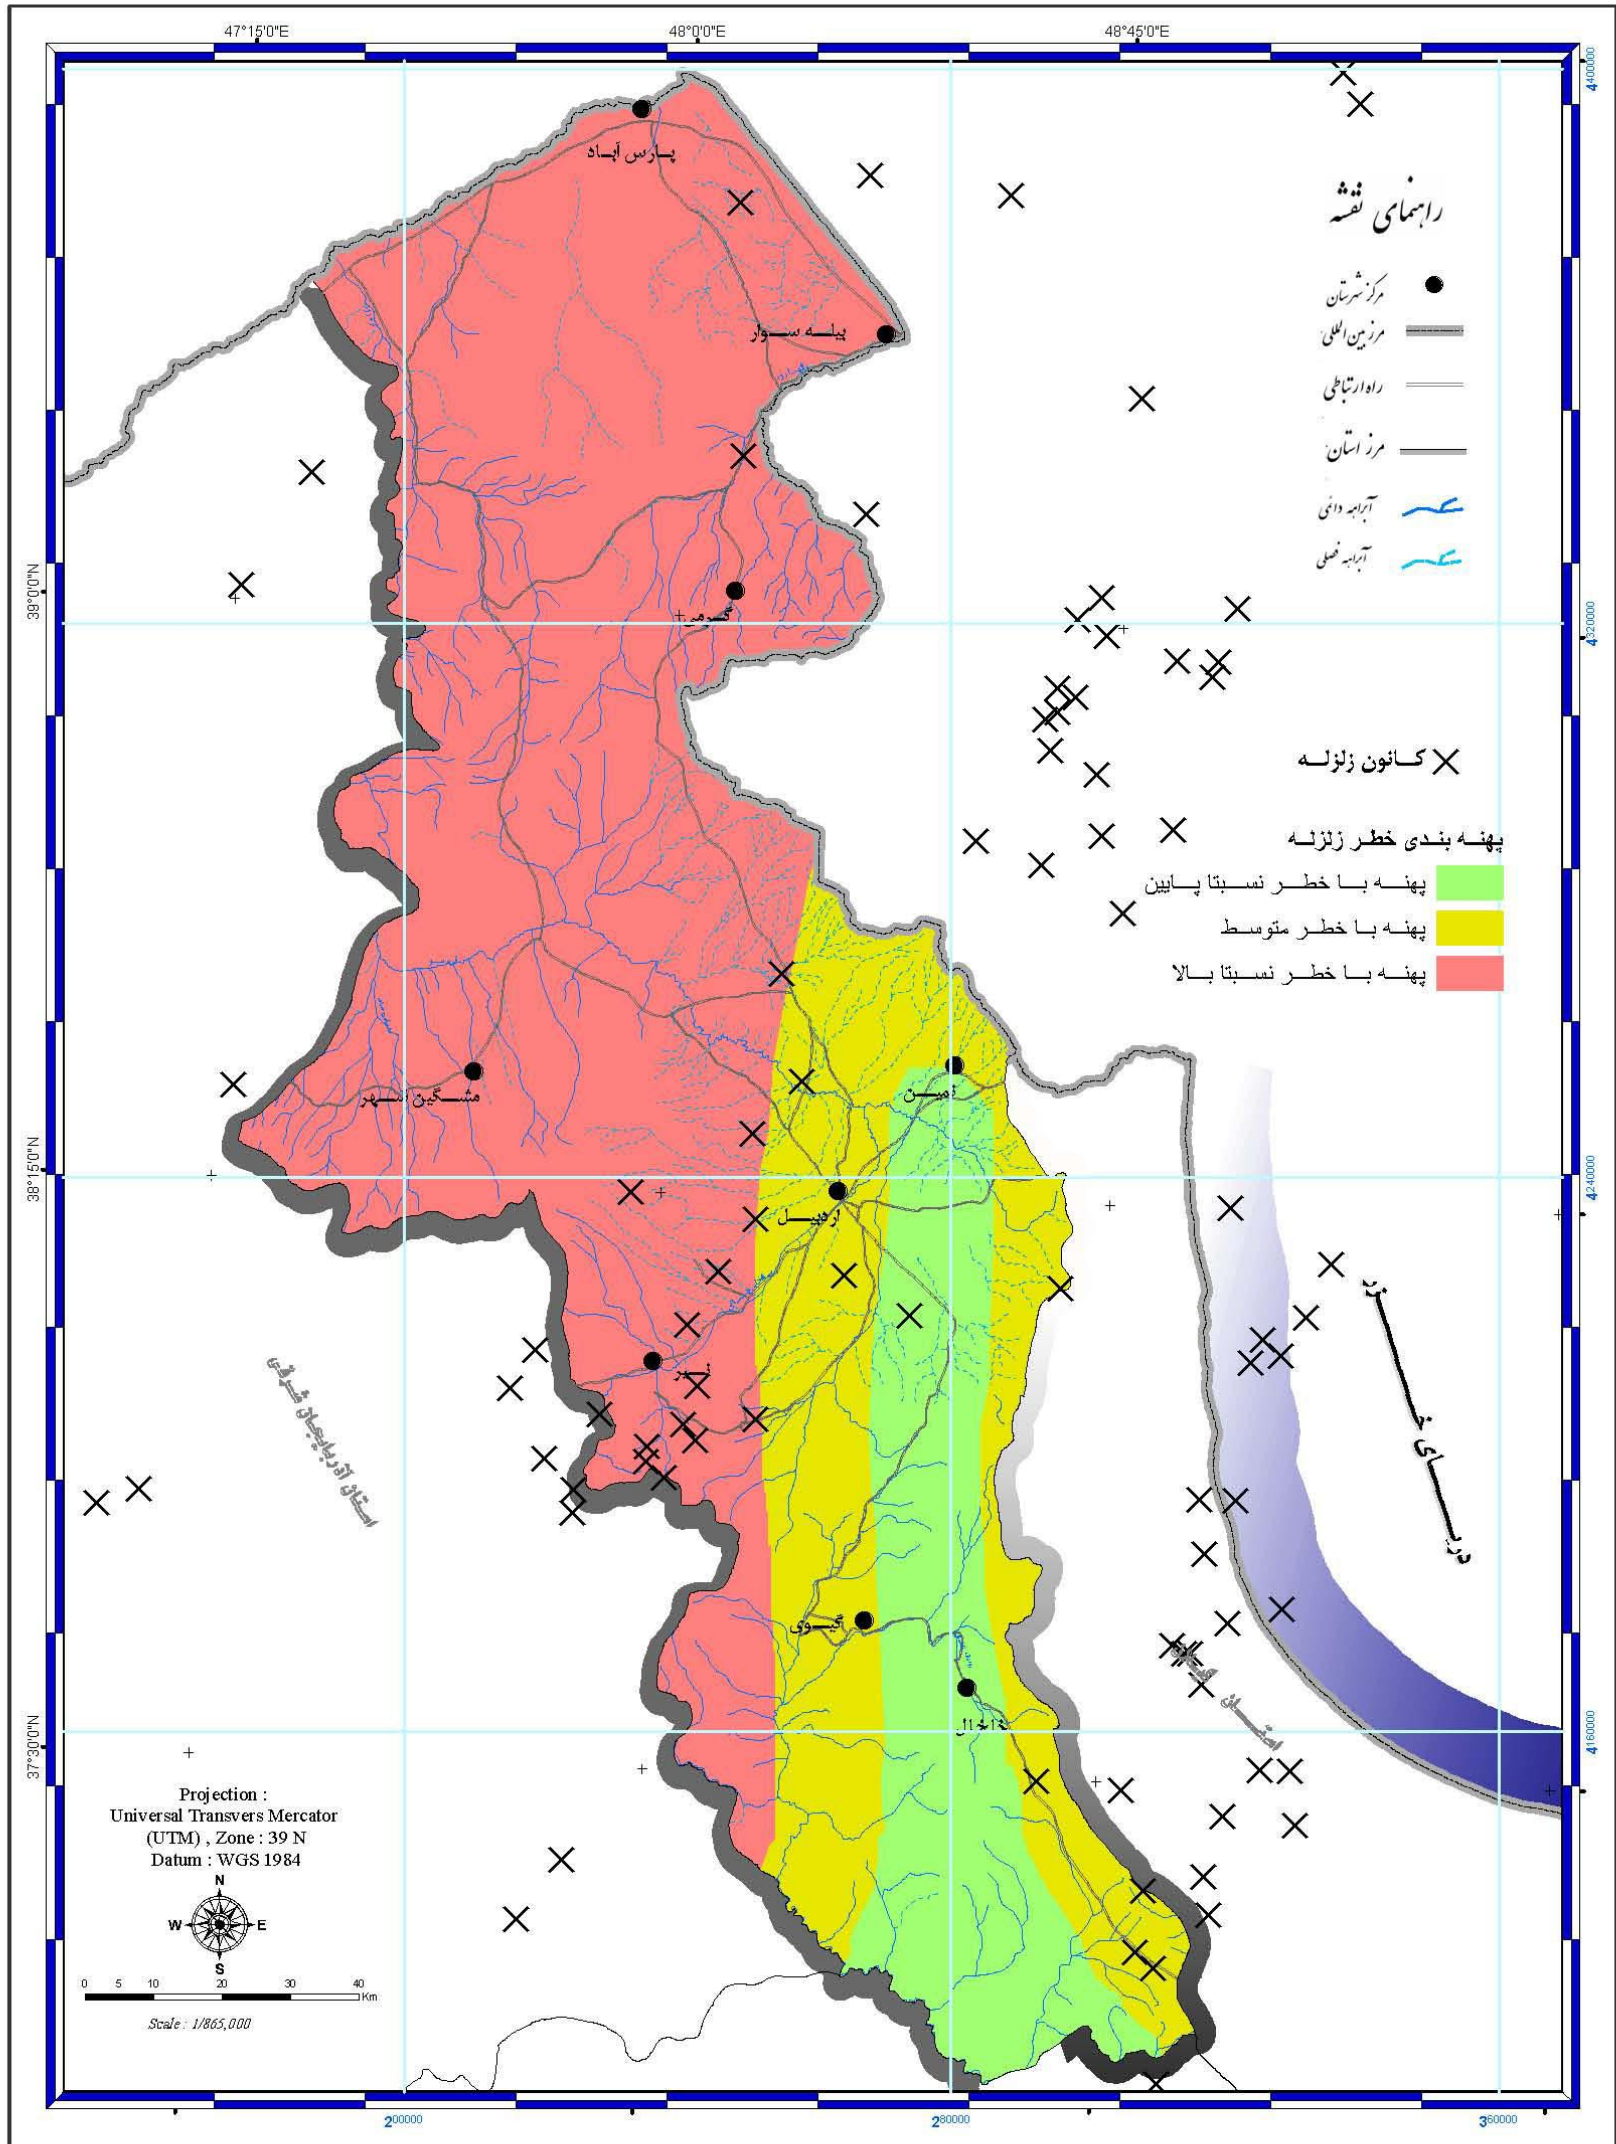 47°15'0"E
48°0'0"E
48°45'0"E
4400000
پارس آباد
راهنمای نقشه
مرکز شهرستان
مرز بین المللی
راه ارتباطی
مرز استان
آبراهه دائمی
آبراهه فصلی
بیله سوار
39°0'0"N
گرمی
4320000
کانون زلزله
پهنه بندی خطر زلزله
پهنه با خطر نسبتا پایین
پهنه با خطر متوسط
پهنه با خطر نسبتا بالا
مشگین شهر
نمین
38°15'0"N
4240000
اردبیل
نیر
دریای خزر
استان آذربایجان شرقی
گیوی
استان گیلان
خلخال
37°30'0"N
4160000
Projection :
Universal Transvers Mercator
(UTM) , Zone : 39 N
Datum : WGS 1984
N
W E
S
0 5 10 20 30 40
Km
Scale : 1/865,000
200000
280000
360000